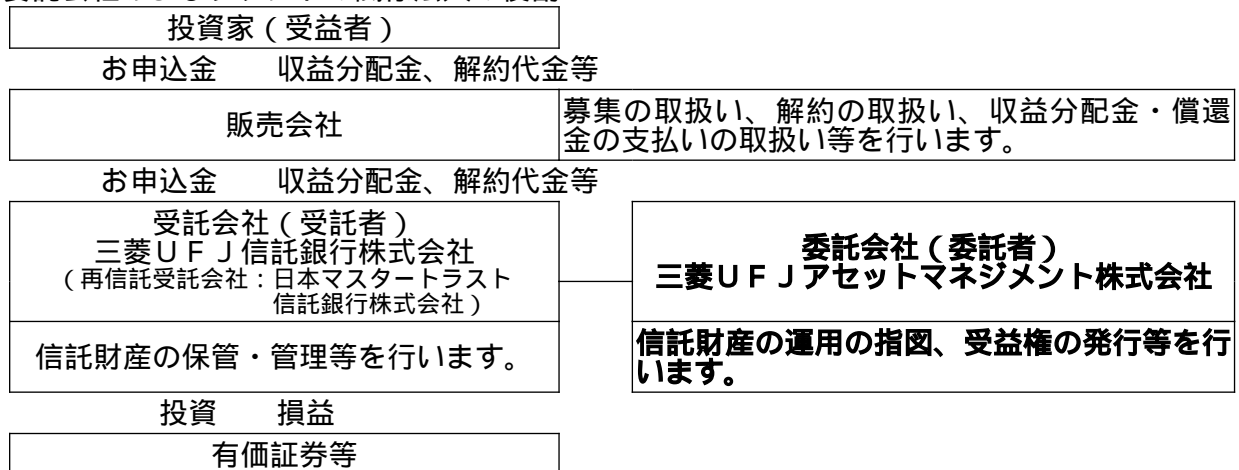 投資家（受益者）
お申込金　収益分配金、解約代金等
販売会社
募集の取扱い、解約の取扱い、収益分配金・償還
金の支払いの取扱い等を行います。
お申込金　収益分配金、解約代金等
受託会社（受託者）
三菱ＵＦＪ信託銀行株式会社
（再信託受託会社：日本マスタートラスト
信託銀行株式会社）
委託会社（委託者）
三菱ＵＦＪアセットマネジメント株式会社
信託財産の保管・管理等を行います。
信託財産の運用の指図、受益権の発行等を行
います。
投資　損益
有価証券等